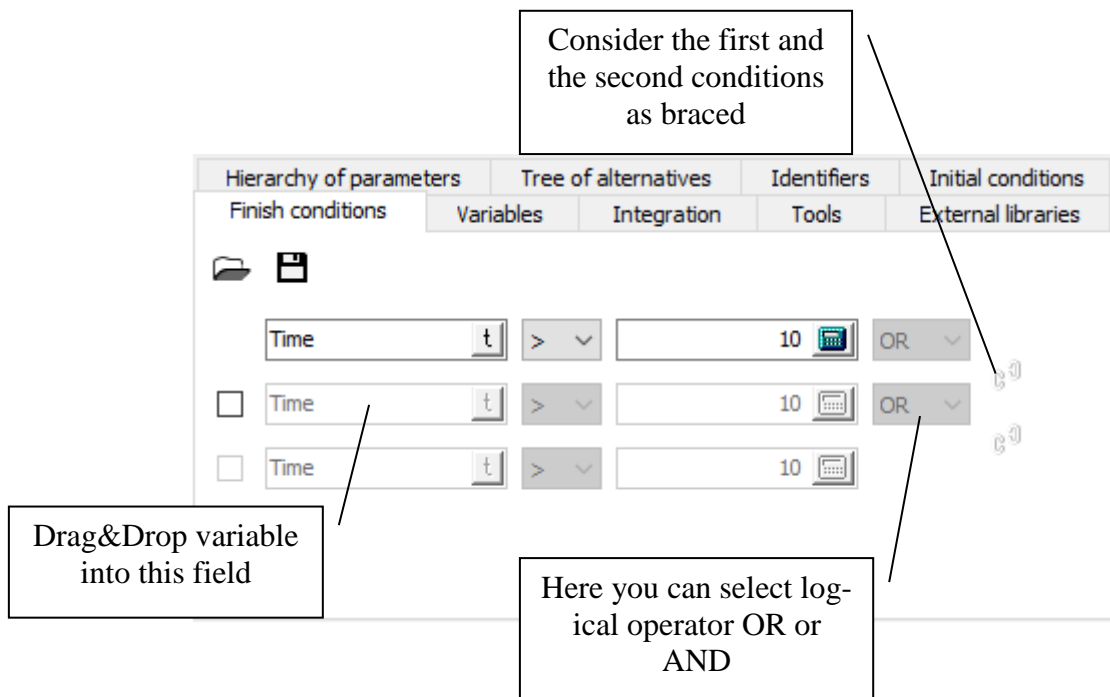 Consider the first and
the second conditions
as braced
Hierarchy of parameters Tree of alternatives Identifiers Initial conditions
Finish conditions Variables Integration Tools External libraries
Time t > 10 OR
Time t > 10 OR
Time t > 10
Drag&Drop variable
into this field
Here you can select log-
ical operator OR or
AND